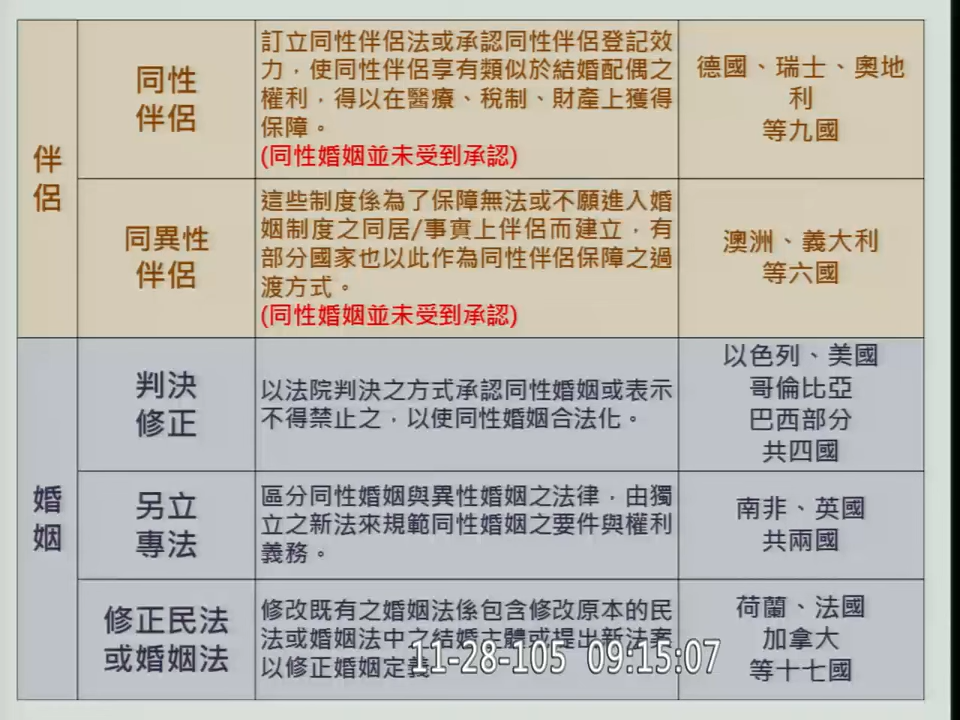 伴
侶
同性
伴侶
訂立同性伴侶法或承認同性伴侶登記效
力，使同性伴侶享有類似於結婚配偶之
權利，得以在醫療、稅制、財產上獲得
保障。
(同性婚姻並未受到承認)
德國、瑞士、奧地
利
等九國
同異性
伴侶
這些制度係為了保障無法或不願進入婚
姻制度之同居/事實上伴侶而建立，有
部分國家也以此作為同性伴侶保障之過
渡方式。
(同性婚姻並未受到承認)
澳洲、義大利
等六國
婚
姻
判決
修正
以法院判決之方式承認同性婚姻或表示
不得禁止之，以使同性婚姻合法化。
以色列、美國
哥倫比亞
巴西部分
共四國
另立
專法
區分同性婚姻與異性婚姻之法律，由獨
立之新法來規範同性婚姻之要件與權利
義務。
南非、英國
共兩國
修正民法
或婚姻法
修改既有之婚姻法係包含修改原本的民
法或婚姻法中之結婚主體或提出新法案
以修正婚姻定義
荷蘭、法國
加拿大
等十七國
11-28-105 09:15:07